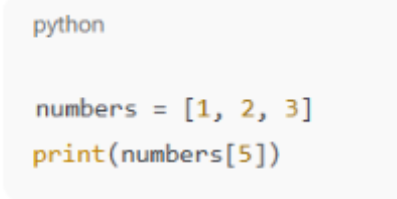 python
numbers = [1, 2, 3]
print(numbers[5])